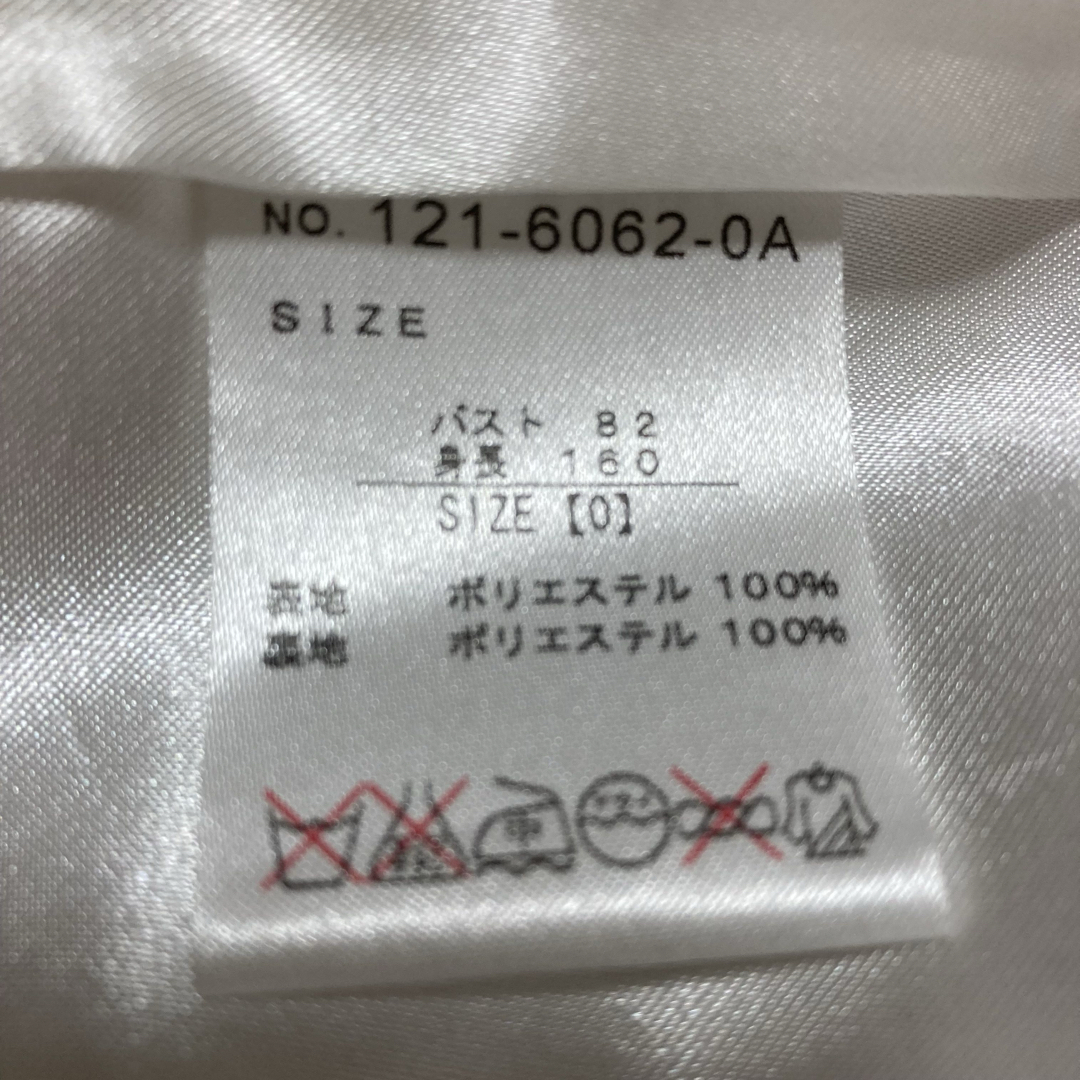 NO. 121-6062-0A
SIZE
バスト 82
身長 160
SIZE【0】
表地 ポリエステル 100%
裏地 ポリエステル 100%
中